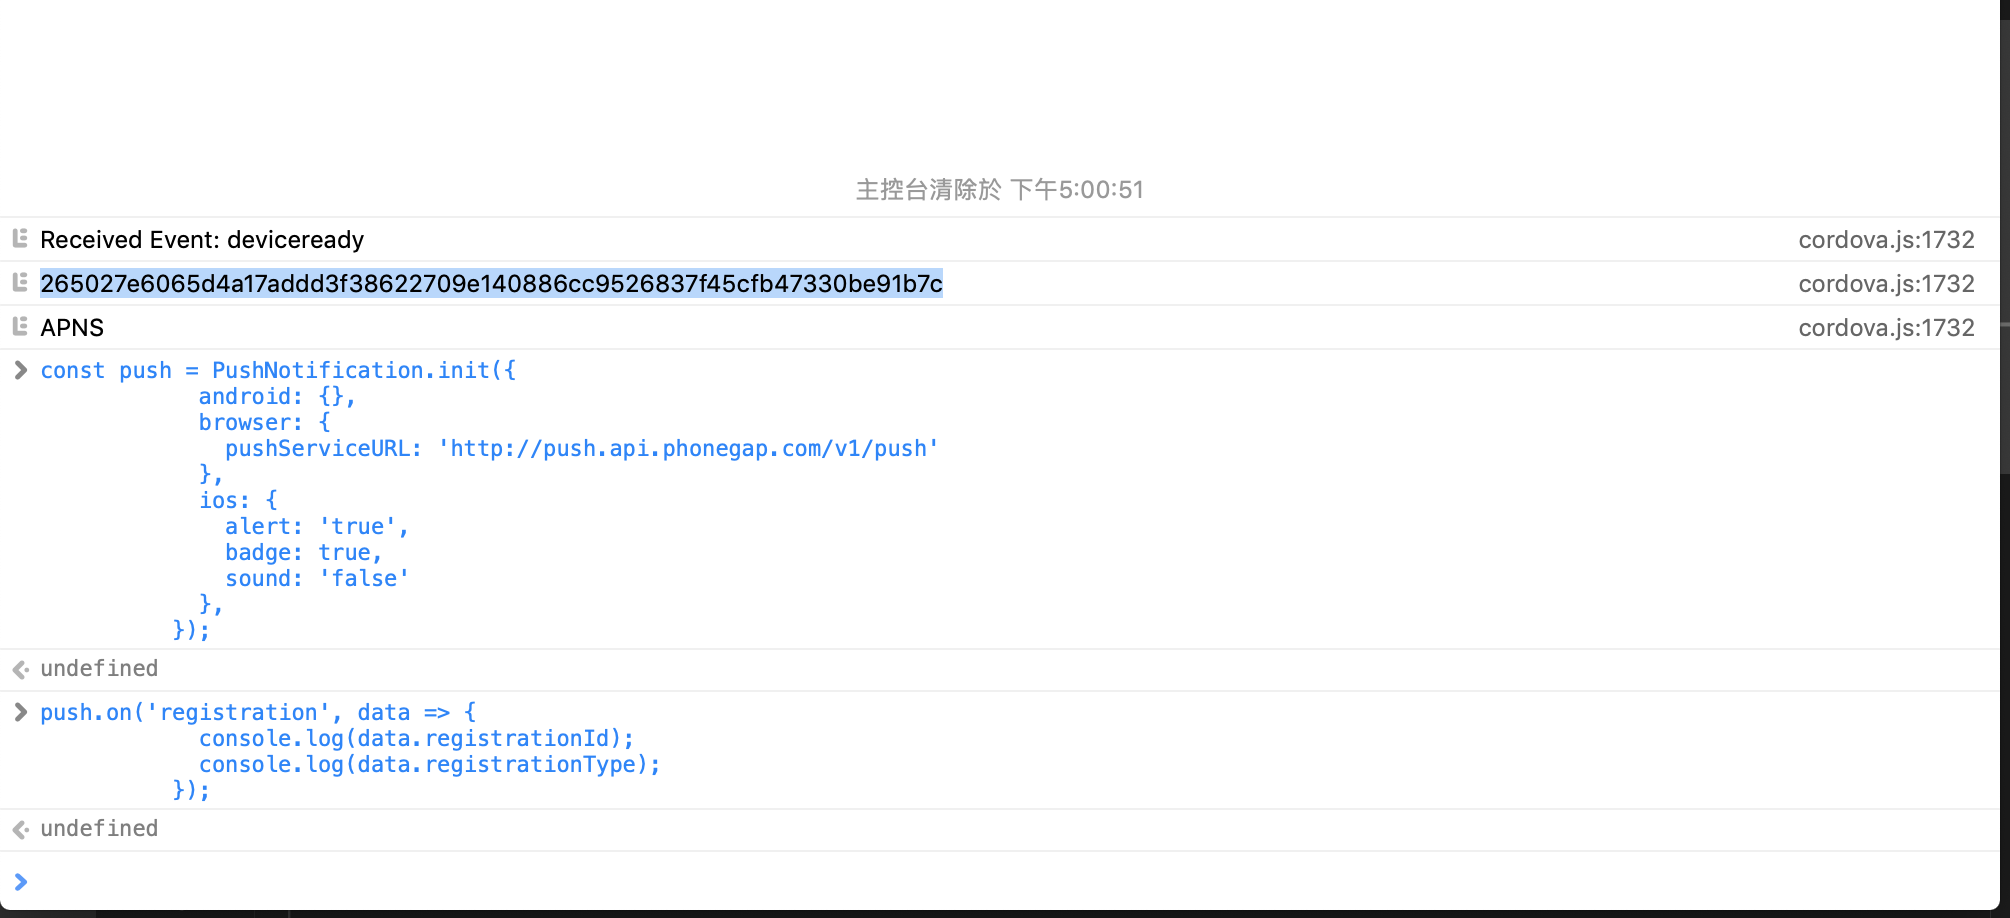 主控台清除於 下午5:00:51
Received Event: deviceready cordova.js:1732
265027e6065d4a17addd3f38622709e140886cc9526837f45cfb47330be91b7c cordova.js:1732
APNS cordova.js:1732
const push = PushNotification.init({
android: {},
browser: {
pushServiceURL: 'http://push.api.phonegap.com/v1/push'
},
ios: {
alert: 'true',
badge: true,
sound: 'false'
},
});
undefined
push.on('registration', data => {
console.log(data.registrationId);
console.log(data.registrationType);
});
undefined